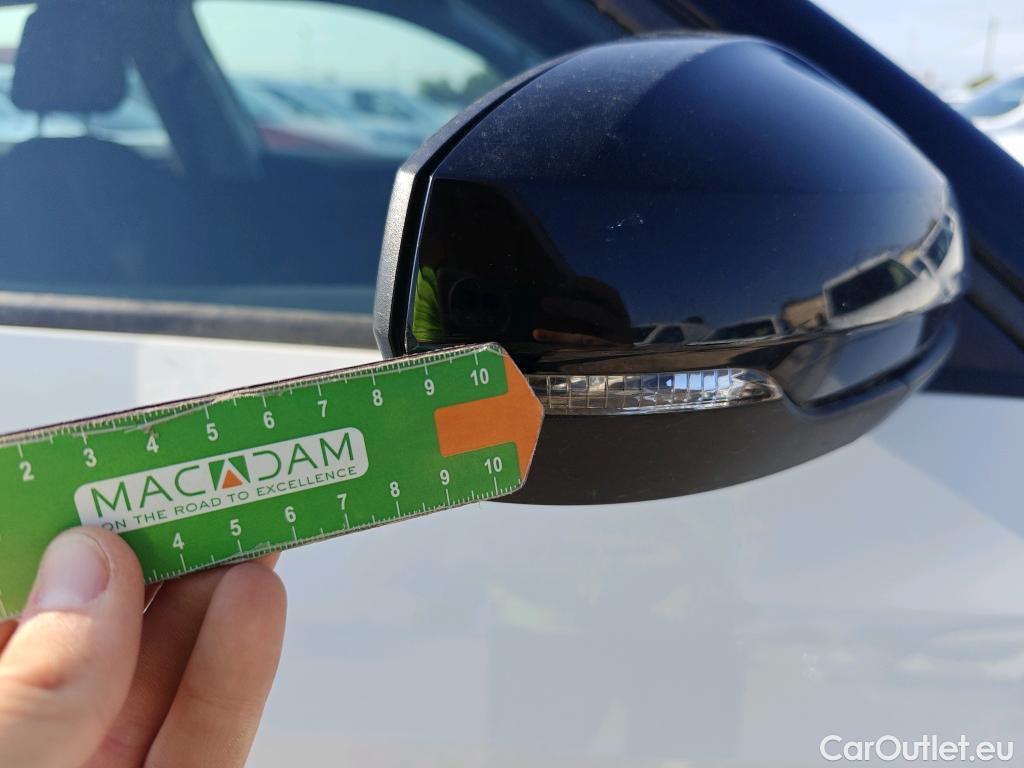 2 3 4 5 6 7 8 9 10
MACADAM
ON THE ROAD TO EXCELLENCE
4 5 6 7 8 9 10
CarOutlet.eu